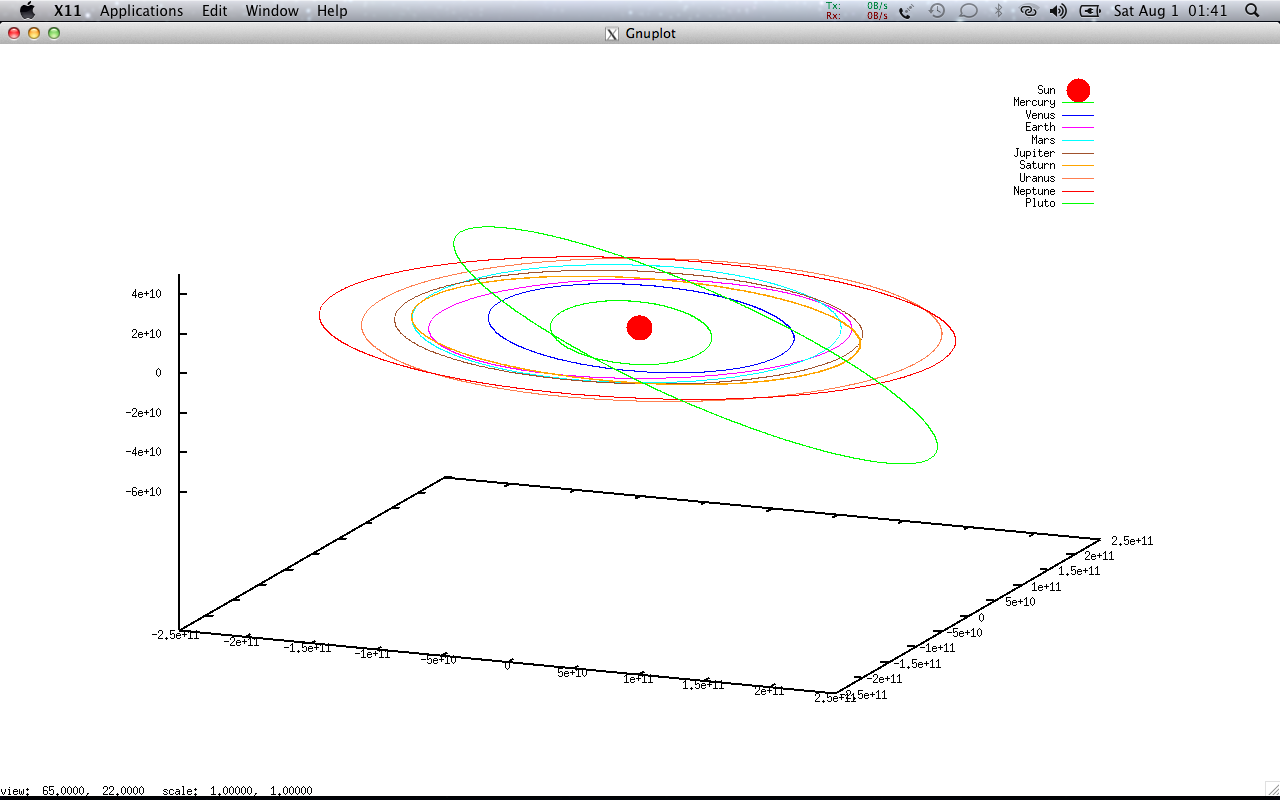 X11 Applications Edit Window Help Tx: 0B/s Rx: 0B/s Sat Aug 1 01:41
Gnuplot
Sun
Mercury
Venus
Earth
Mars
Jupiter
Saturn
Uranus
Neptune
Pluto
4e+10
2e+10
0
-2e+10
-4e+10
-6e+10
2.5e+11
2e+11
1.5e+11
1e+11
5e+10
0
-5e+10
-1e+11
-1.5e+11
-2e+11
-2.5e+11
-2.5e+11
-2e+11
-1.5e+11
-1e+11
-5e+10
0
5e+10
1e+11
1.5e+11
2e+11
2.5e+11
view: 65.0000, 22.0000 scale: 1.00000, 1.00000